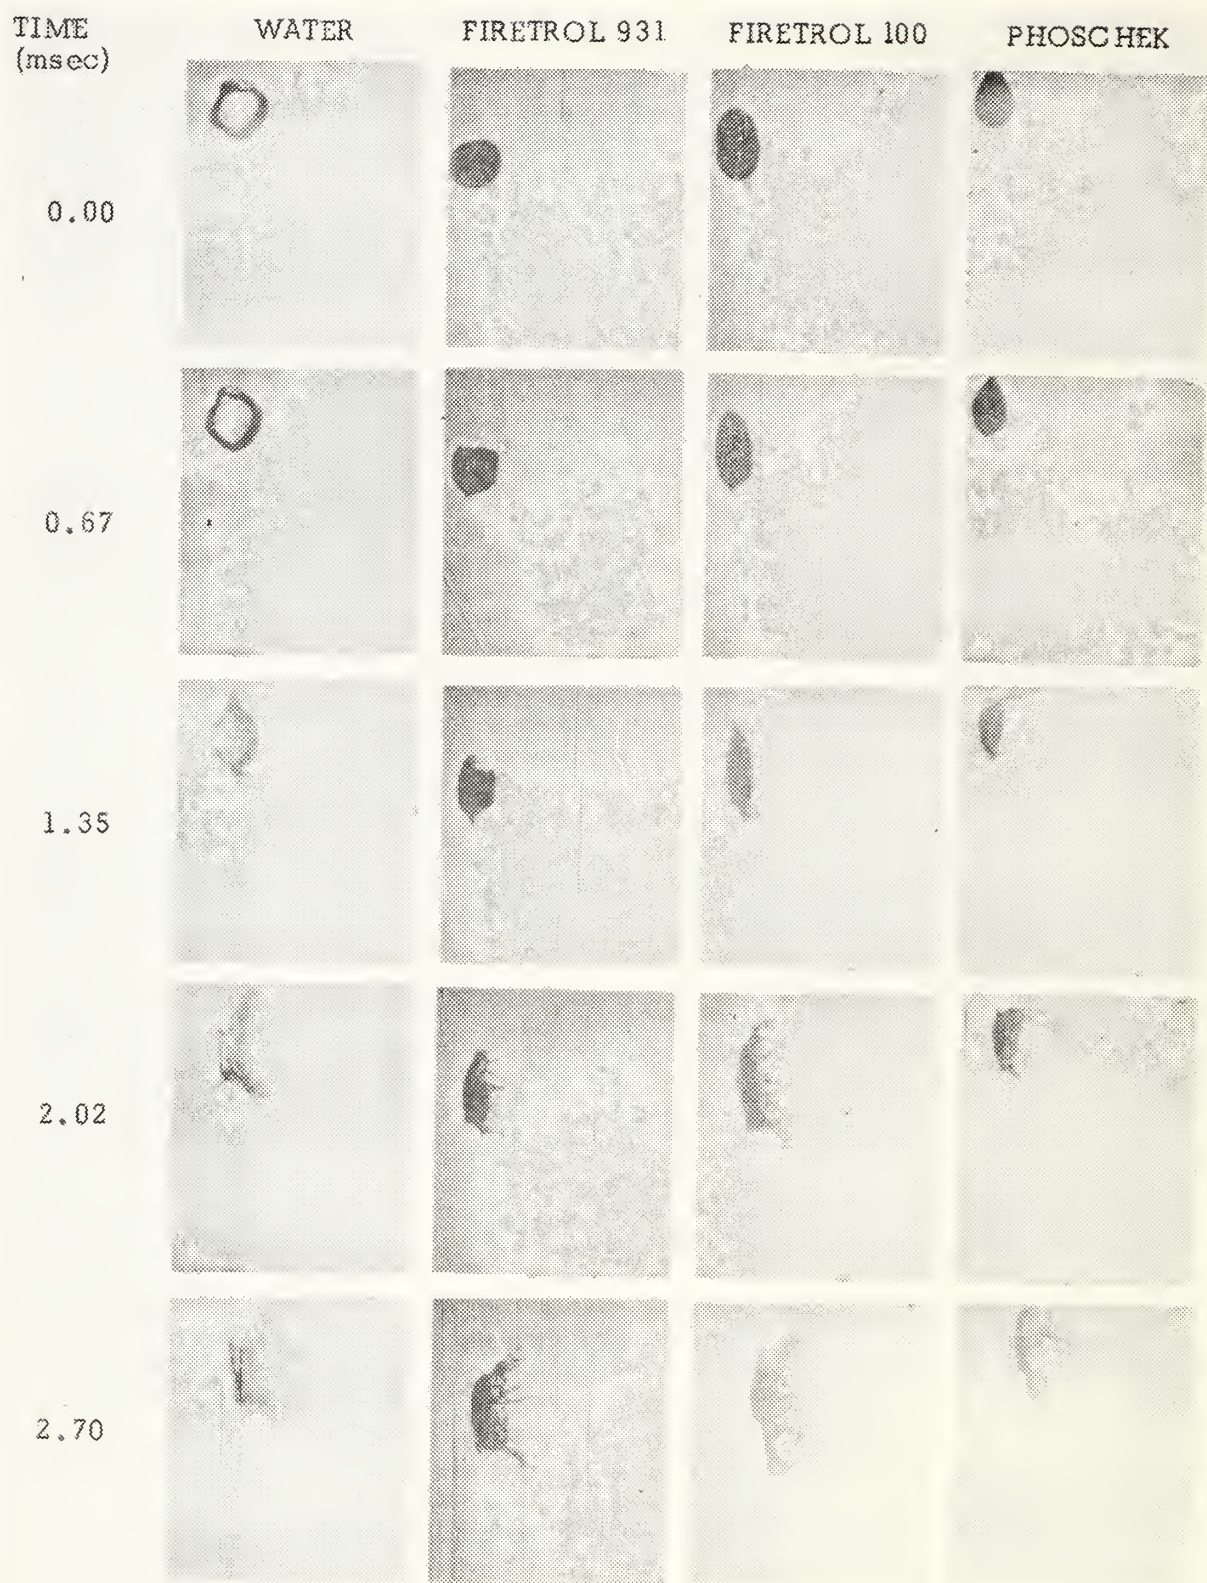 TIME
(msec)
WATER
FIRETROL 931
FIRETROL 100
PHOSCHEK
0.00
0.67
1.35
2.02
2.70